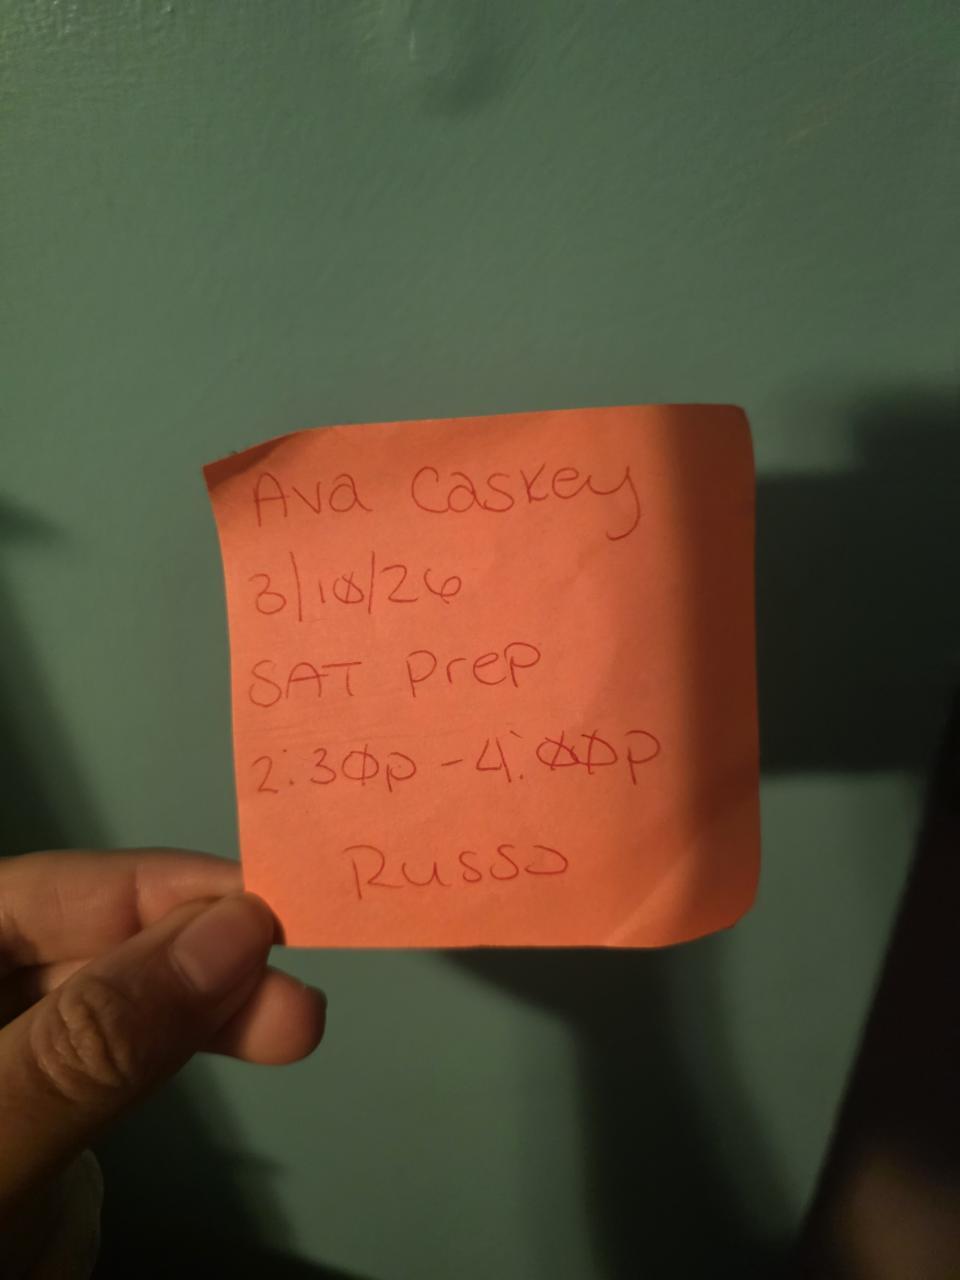 Ava Caskey
3/10/26
SAT Prep
2:30p - 4:00p
Russo